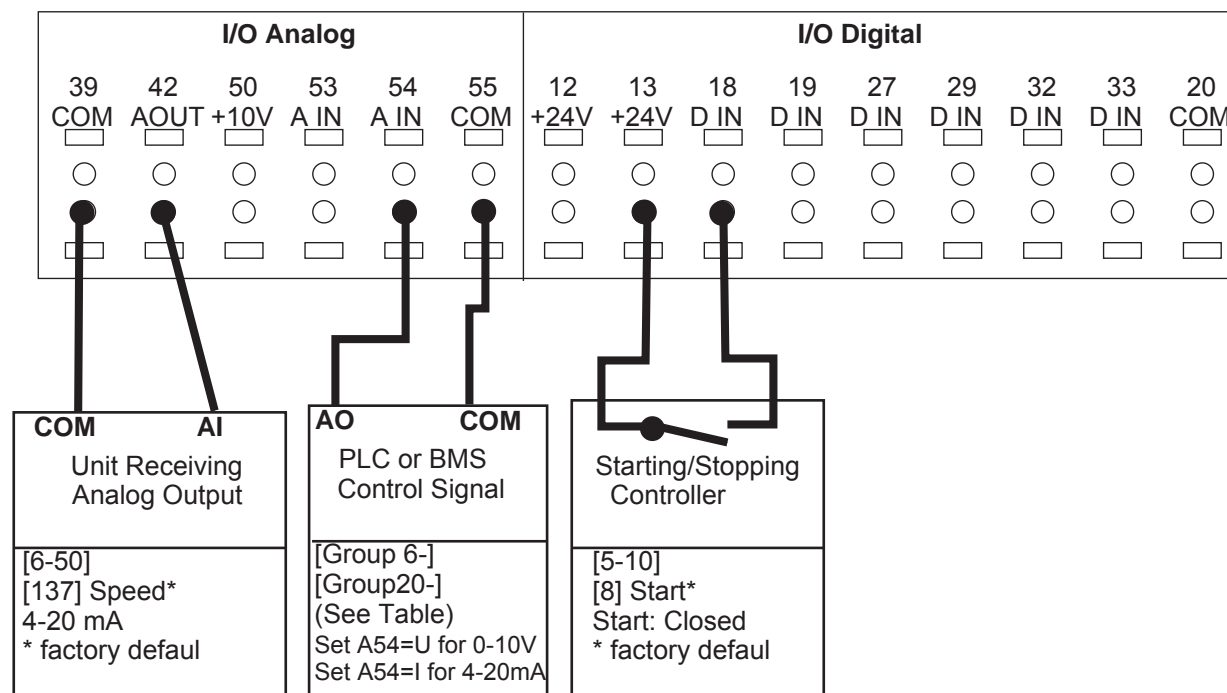 I/O Analog
I/O Digital
39 42 50 53 54 55 12 13 18 19 27 29 32 33 20
COM AOUT +10V A IN A IN COM +24V +24V D IN D IN D IN D IN D IN D IN COM
COM AI
Unit Receiving
Analog Output
[6-50]
[137] Speed*
4-20 mA
* factory defaul
AO COM
PLC or BMS
Control Signal
[Group 6-]
[Group20-]
(See Table)
Set A54=U for 0-10V
Set A54=I for 4-20mA
Starting/Stopping
Controller
[5-10]
[8] Start*
Start: Closed
* factory defaul